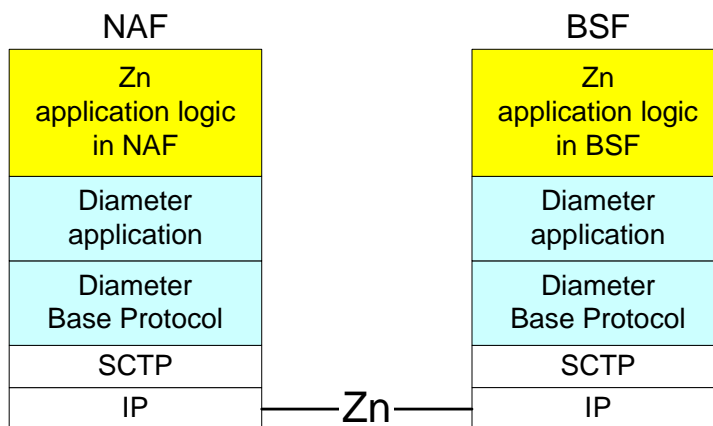 NAF
Zn
application logic
in NAF
Diameter
application
Diameter
Base Protocol
SCTP
IP
Zn
BSF
Zn
application logic
in BSF
Diameter
application
Diameter
Base Protocol
SCTP
IP